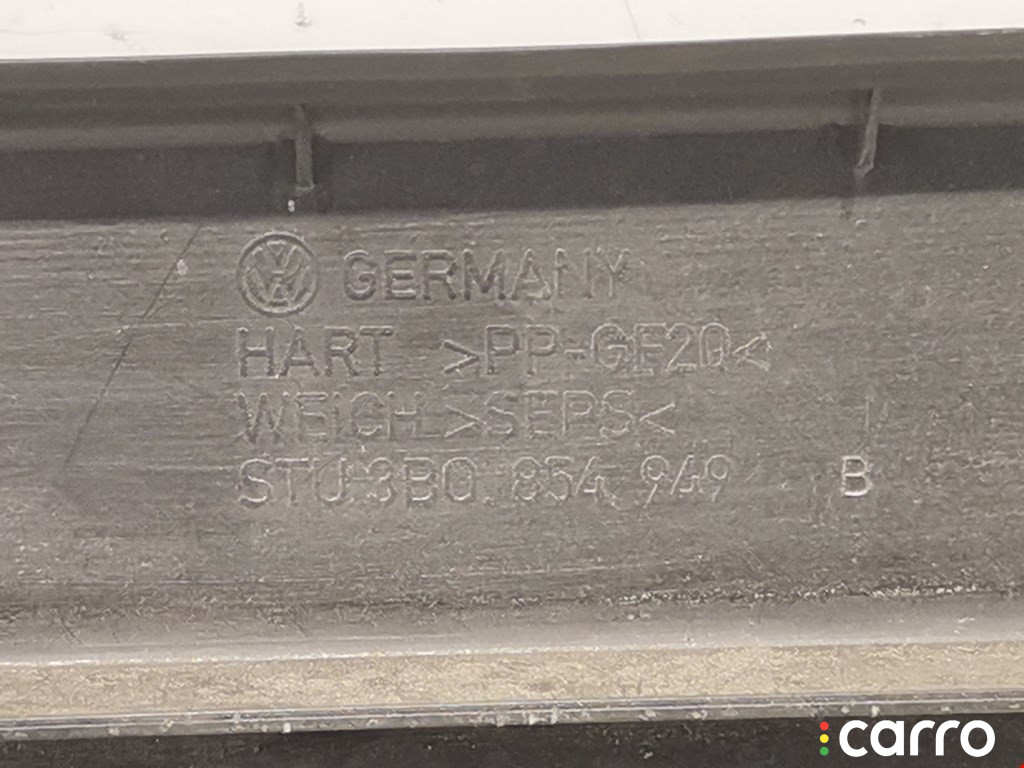 GERMANY
HART >PP-GF20<
WEICH >SEPS<
STU 3B0 854 949 B
carro